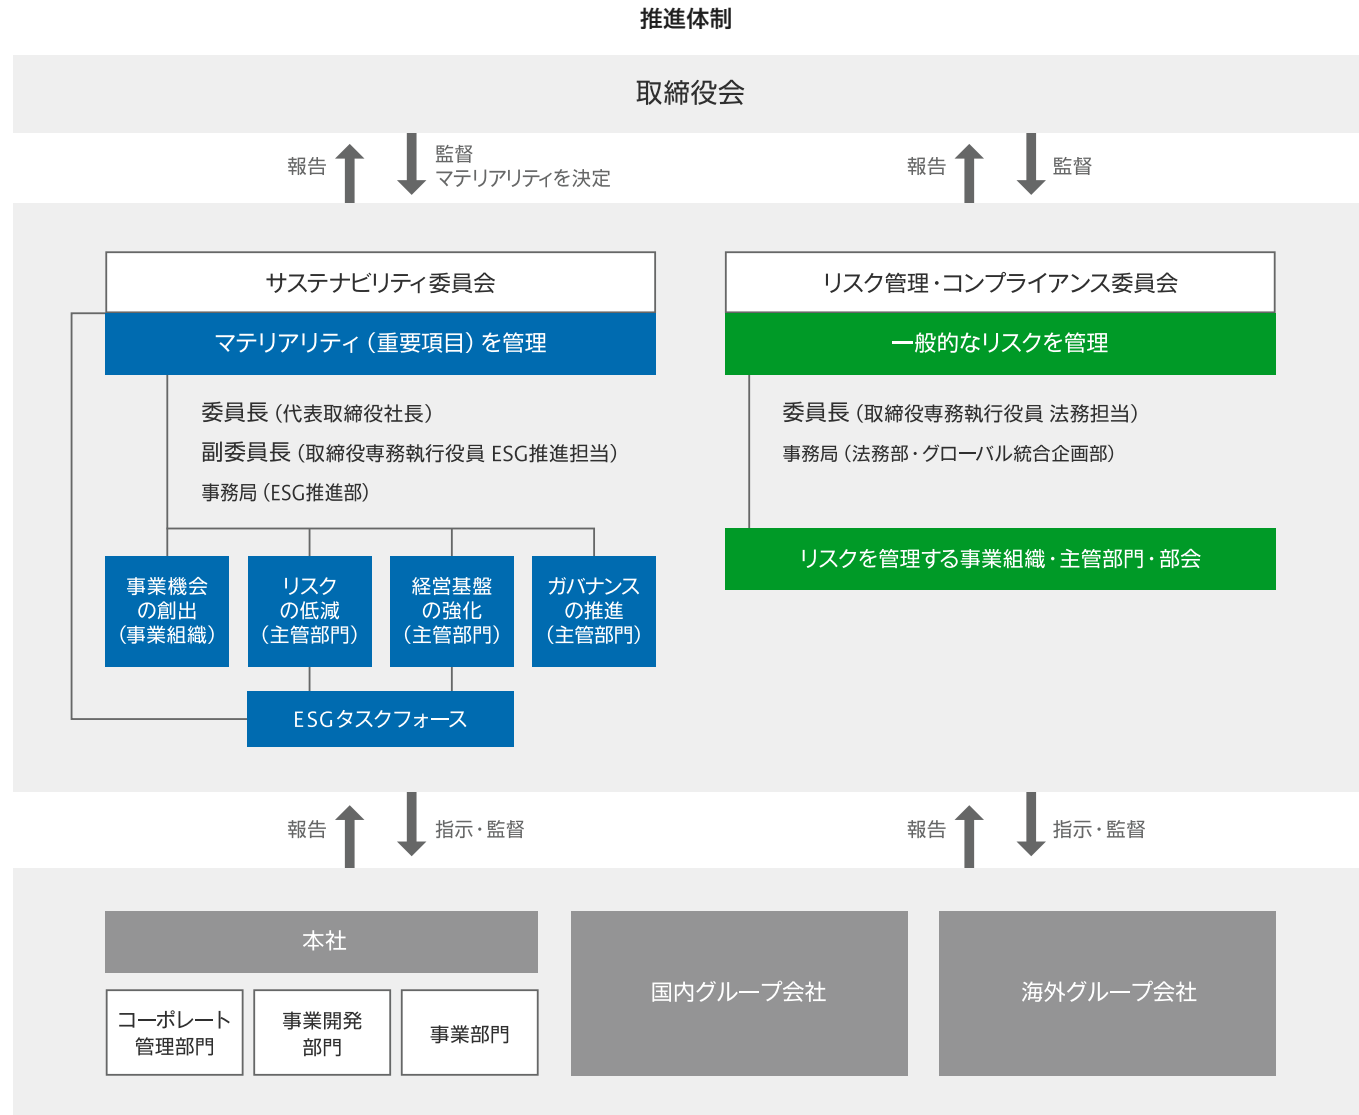 推進体制
取締役会
報告
監督
マテリアリティを決定
報告
監督
サステナビリティ委員会
マテリアリティ（重要項目）を管理
委員長（代表取締役社長）
副委員長（取締役専務執行役員 ESG推進担当）
事務局（ESG推進部）
事業機会
の創出
（事業組織）
リスク
の低減
（主管部門）
経営基盤
の強化
（主管部門）
ガバナンス
の推進
（主管部門）
ESGタスクフォース
リスク管理・コンプライアンス委員会
一般的なリスクを管理
委員長（取締役専務執行役員 法務担当）
事務局（法務部・グローバル統合企画部）
リスクを管理する事業組織・主管部門・部会
報告
指示・監督
報告
指示・監督
本社
コーポレート
管理部門
事業開発
部門
事業部門
国内グループ会社
海外グループ会社